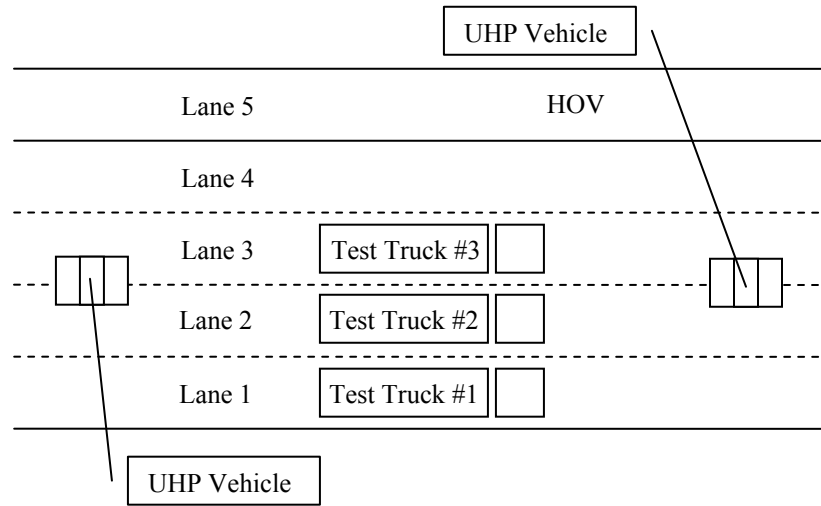 UHP Vehicle
Lane 5 HOV
Lane 4
Lane 3 Test Truck #3
Lane 2 Test Truck #2
Lane 1 Test Truck #1
UHP Vehicle